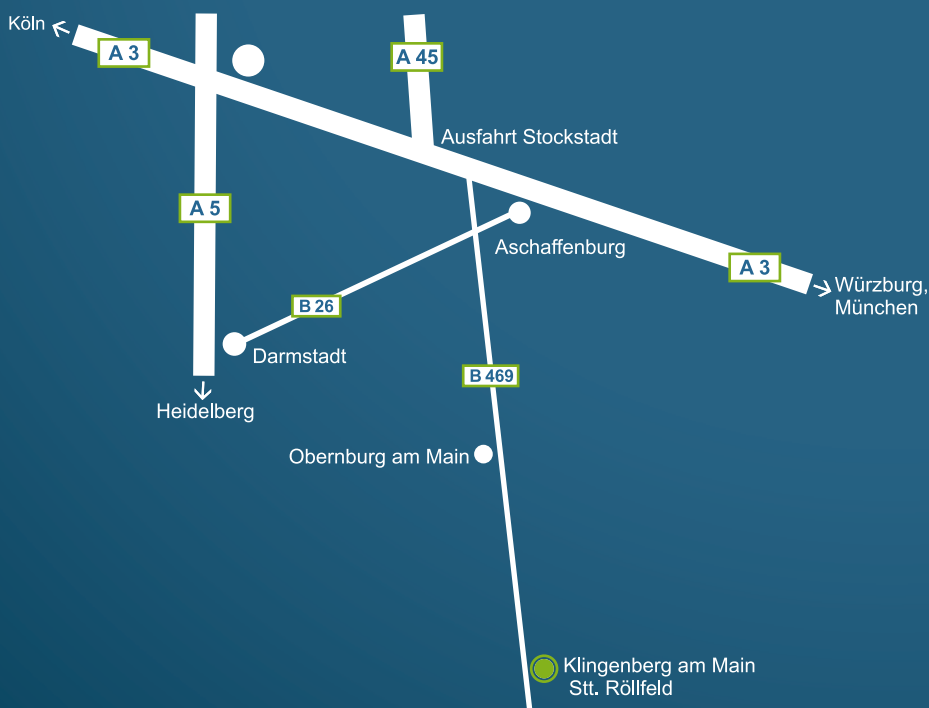 Köln
A 3
A 45
Ausfahrt Stockstadt
A 5
Aschaffenburg
A 3
Würzburg,
München
B 26
Darmstadt
B 469
Heidelberg
Obernburg am Main
Klingenberg am Main
Stt. Röllfeld